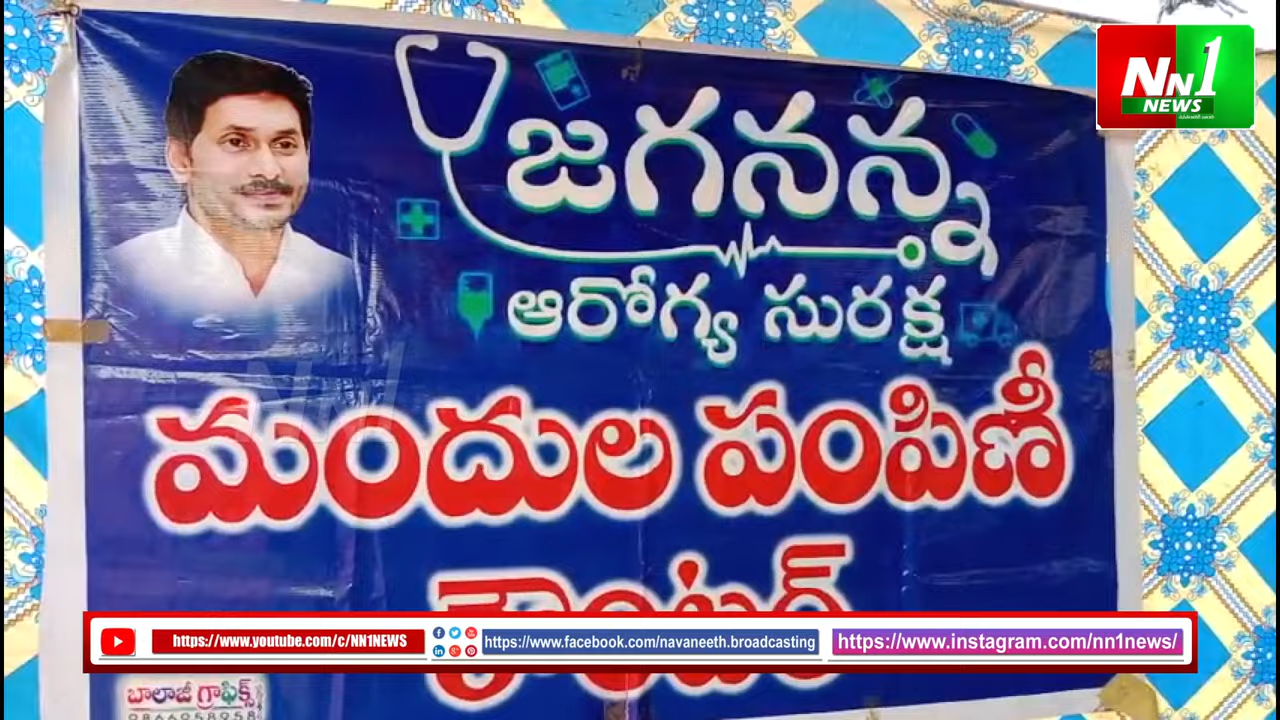 జగనన్న
ఆరోగ్య సురక్ష
మందుల పంపిణీ
కౌంటర్
NN1
NEWS
https://www.youtube.com/c/NN1NEWS
https://www.facebook.com/navaneeth.broadcasting
https://www.instagram.com/nn1news/
బాలాజీ గ్రాఫిక్స్